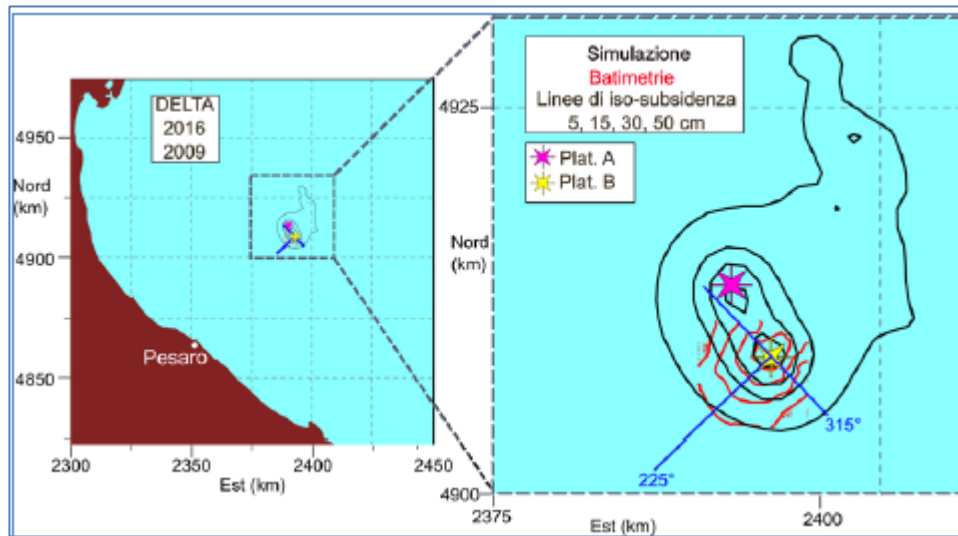 DELTA
2016
2009
4950
Nord
(km)
4900
Pesaro
4850
2300
2350
2400
2450
Est (km)
Simulazione
Batimetrie
Linee di iso-subsidenza
5, 15, 30, 50 cm
Plat. A
Plat. B
4925
Nord
(km)
315°
225°
4900
2375
2400
Est (km)